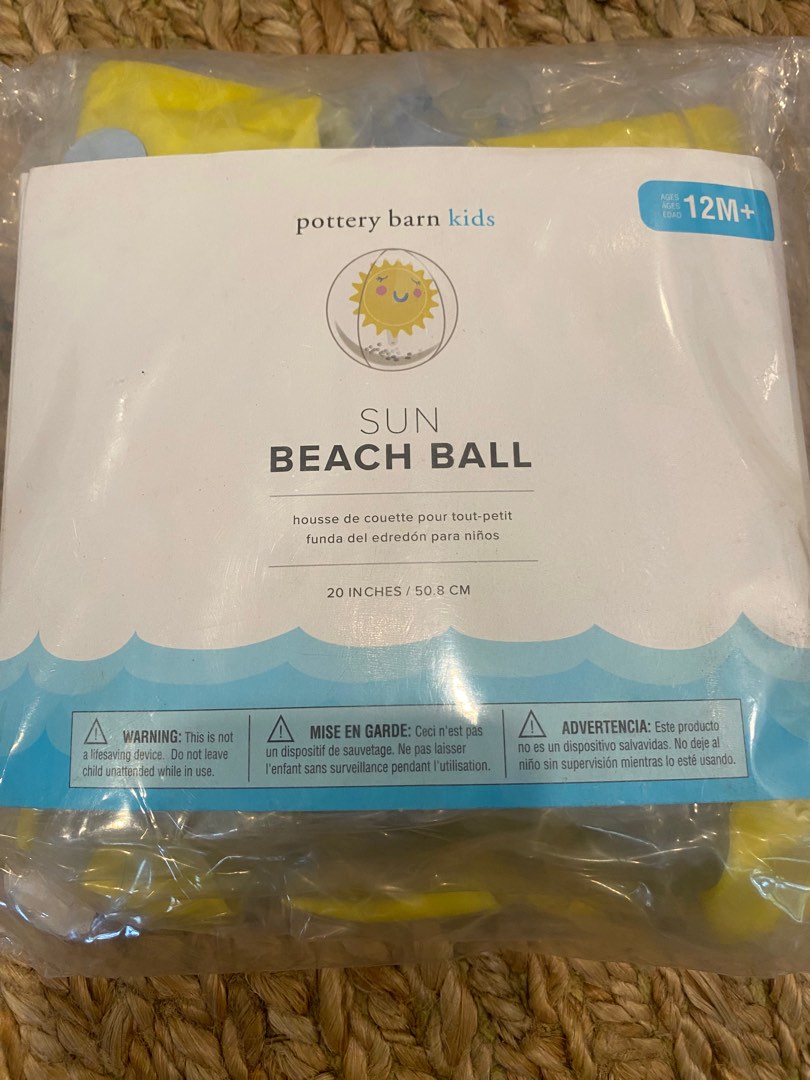 pottery barn kids
AGES
ÂGES
EDAD
12M+
SUN
BEACH BALL
housse de couette pour tout-petit
funda del edredón para niños
20 INCHES / 50.8 CM
WARNING: This is not
a lifesaving device. Do not leave
child unattended while in use.
MISE EN GARDE: Ceci n'est pas
un dispositif de sauvetage. Ne pas laisser
l'enfant sans surveillance pendant l'utilisation.
ADVERTENCIA: Este producto
no es un dispositivo salvavidas. No deje al
niño sin supervisión mientras lo esté usando.